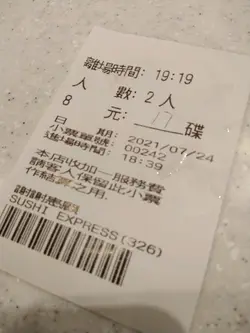 離場時間: 19:19
人 數: 2人
8 元: 17 碟
日 期: 2021/07/24
小票單號: 00242
進場時間: 18:39
本店收加一服務費
請客人保留此小票
作結算之用.
謝謝惠顧
SUSHI EXPRESS(326)